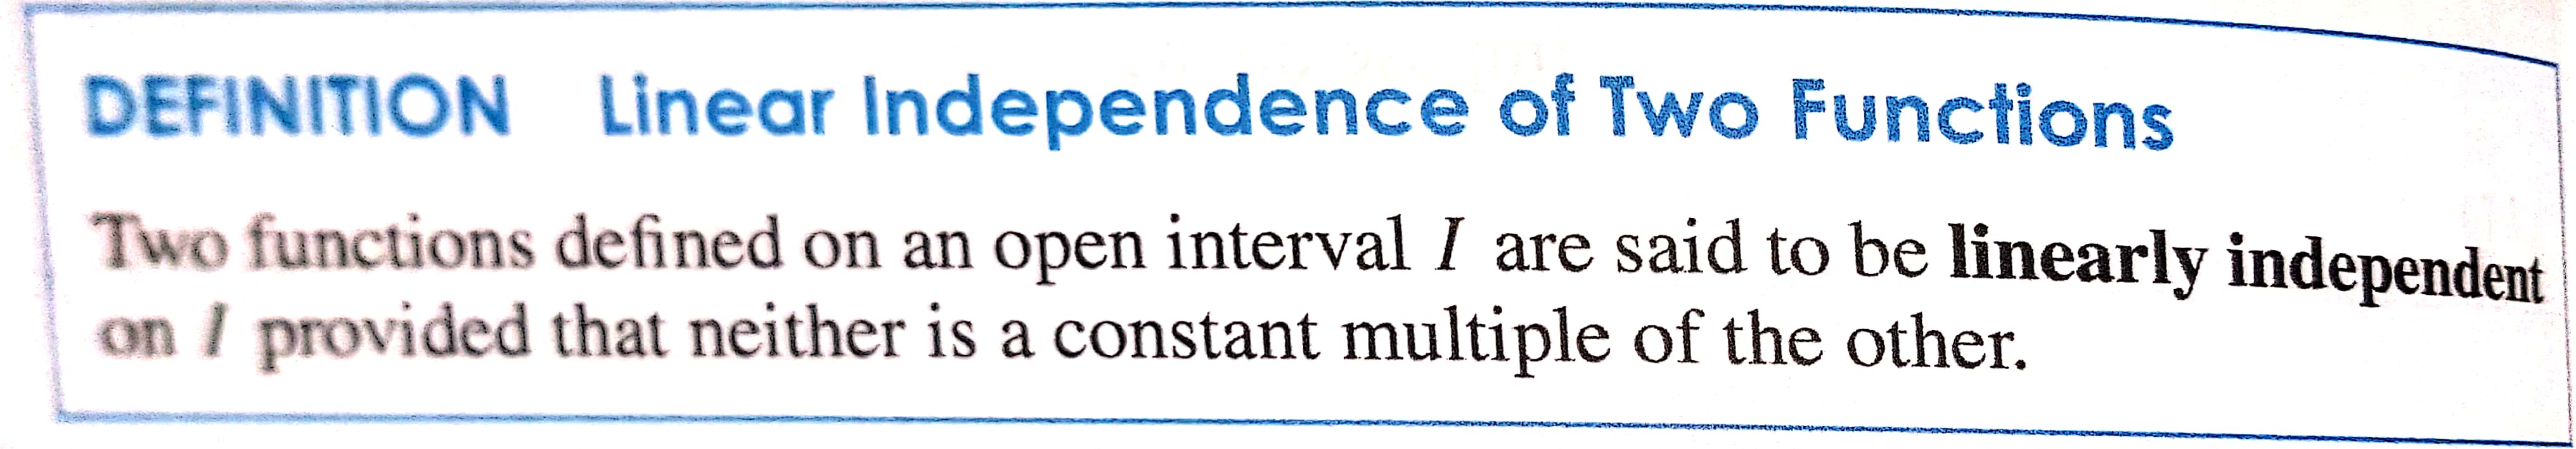 DEFINITION Linear Independence of Two Functions
Two functions defined on an open interval I are said to be linearly independent
on I provided that neither is a constant multiple of the other.